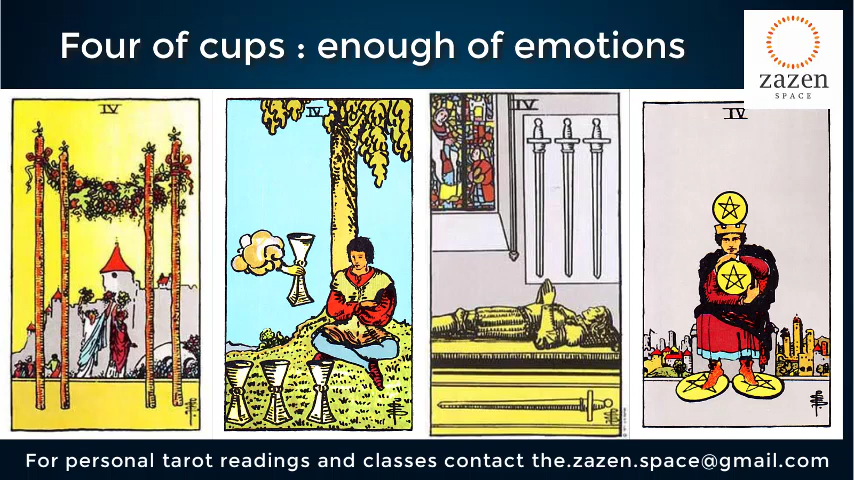 Four of cups : enough of emotions
zazen
SPACE
IV
IV
IV
IV
For personal tarot readings and classes contact the.zazen.space@gmail.com